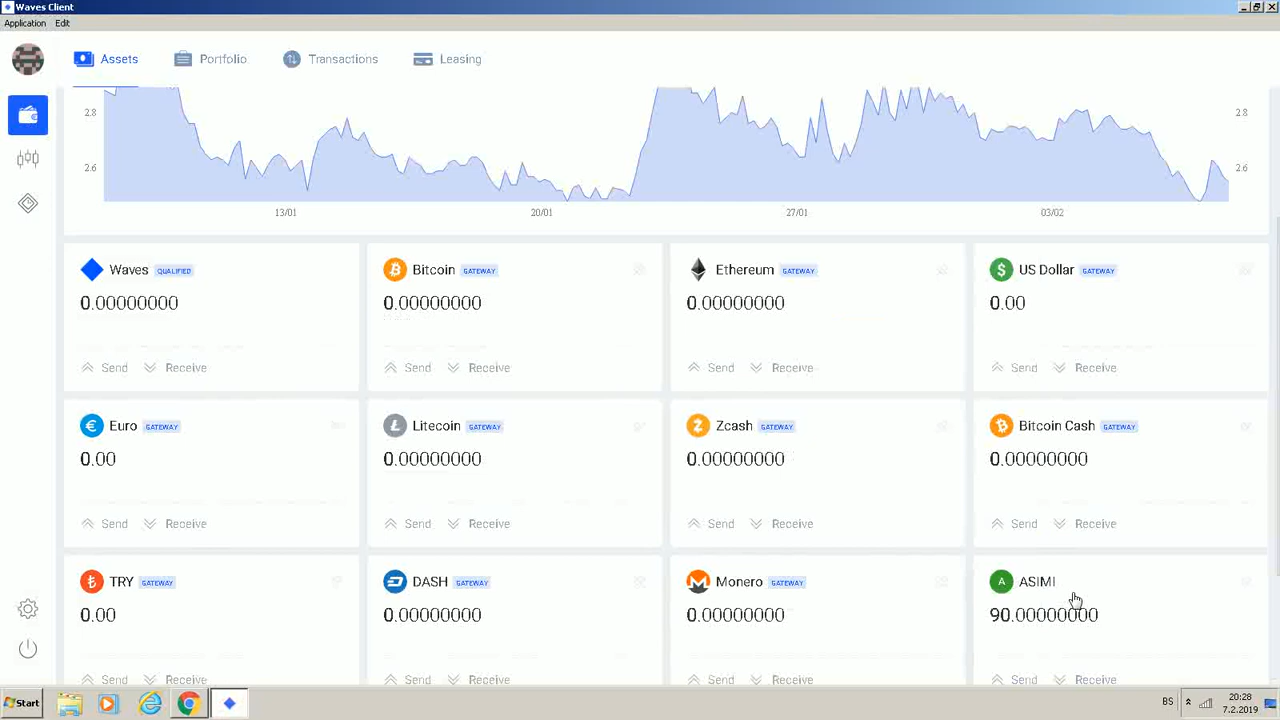 Waves Client
Application Edit
Assets Portfolio Transactions Leasing
2.8 2.8
2.6 2.6
13/01 20/01 27/01 03/02
Waves QUALIFIED
0.00000000
Send Receive
Bitcoin GATEWAY
0.00000000
Send Receive
Ethereum GATEWAY
0.00000000
Send Receive
US Dollar GATEWAY
0.00
Send Receive
Euro GATEWAY
0.00
Send Receive
Litecoin GATEWAY
0.00000000
Send Receive
Zcash GATEWAY
0.00000000
Send Receive
Bitcoin Cash GATEWAY
0.00000000
Send Receive
TRY GATEWAY
0.00
Send Receive
DASH GATEWAY
0.00000000
Send Receive
Monero GATEWAY
0.00000000
Send Receive
A ASIMI
90.00000000
Send Receive
Start
BS
20:28
7.2.2019